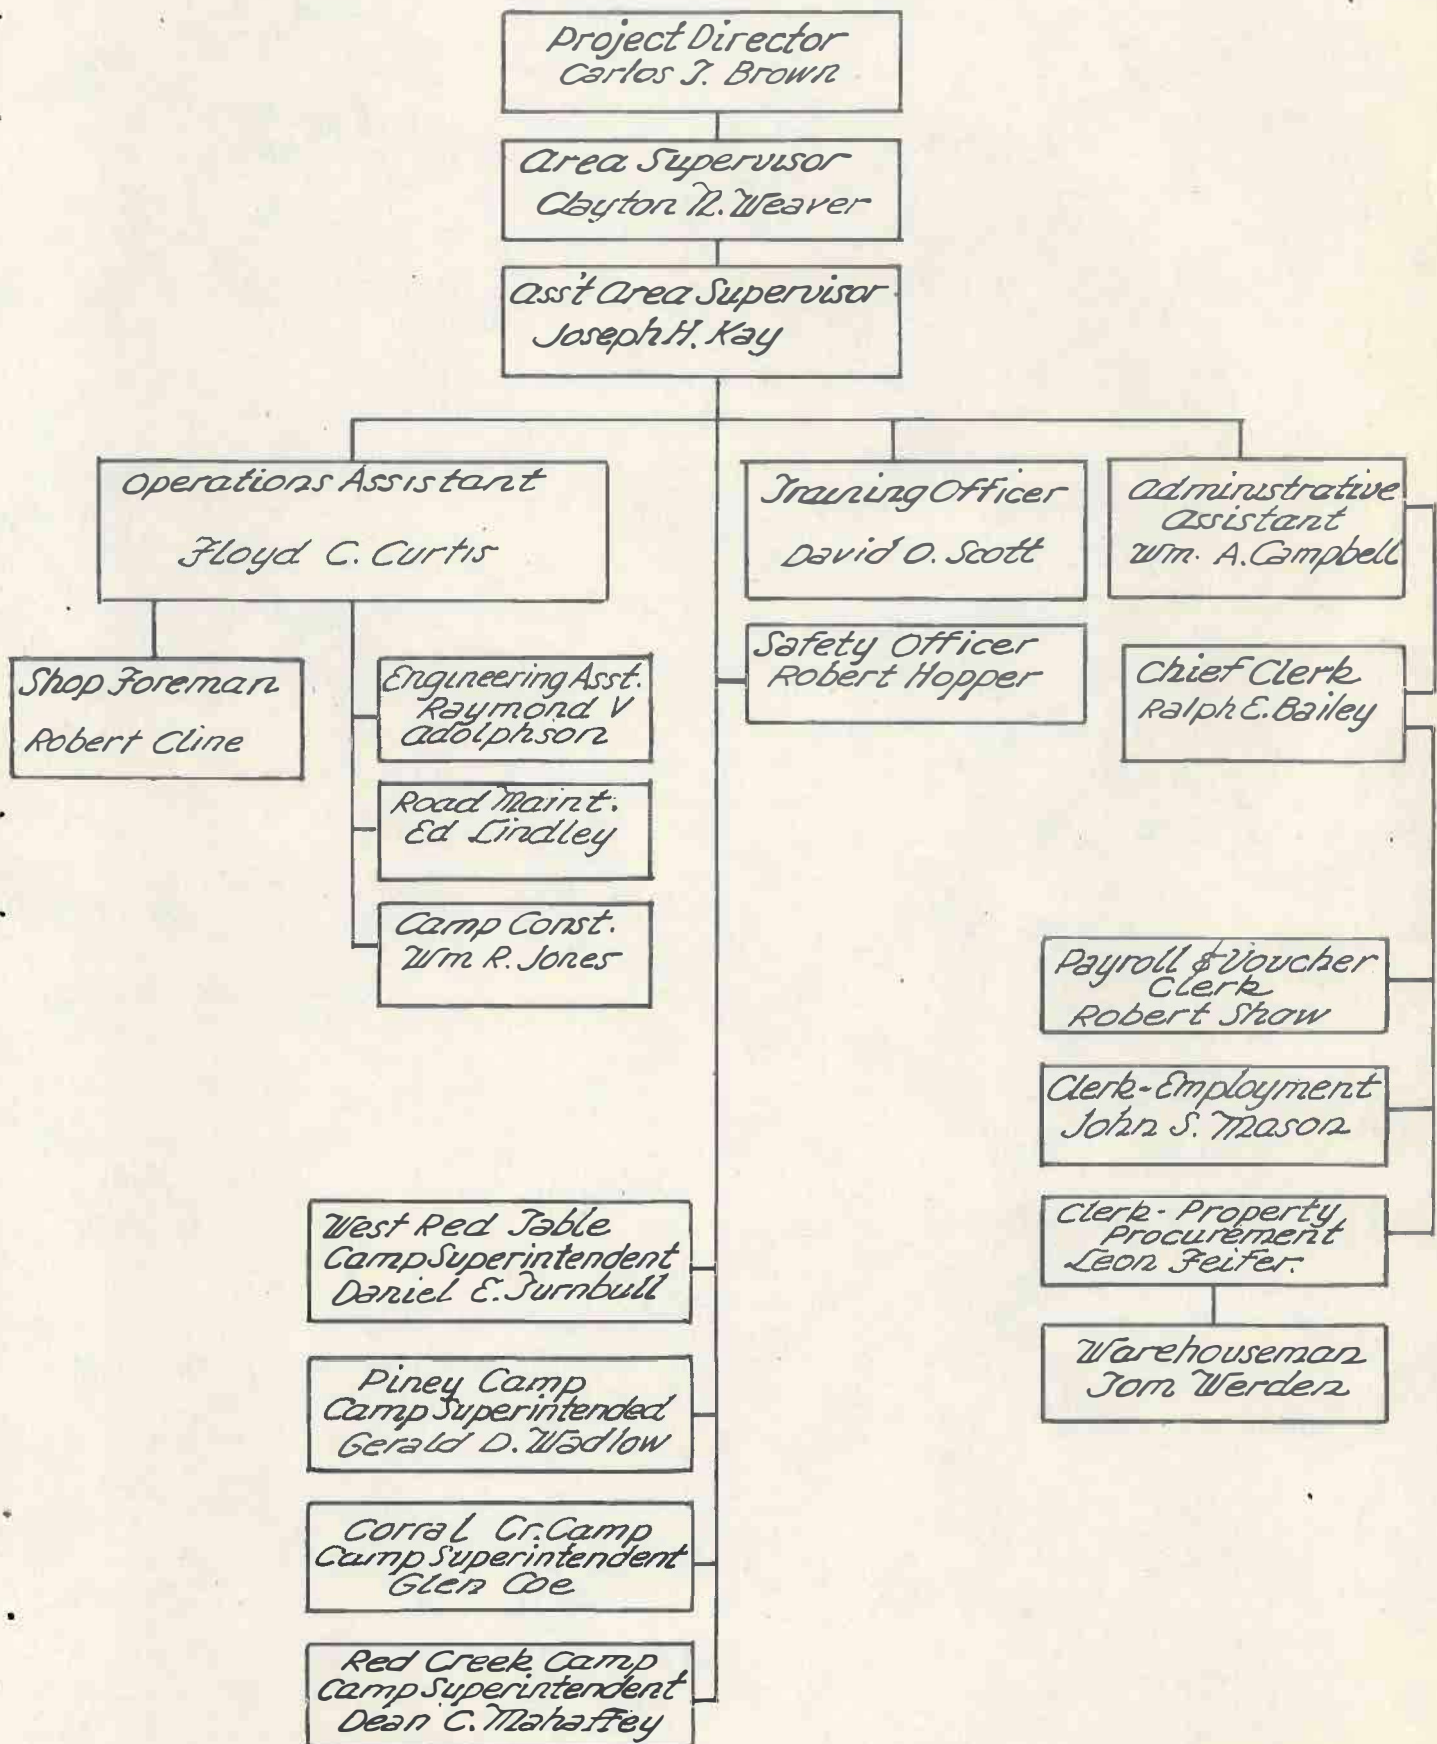 Project Director
Carlos T. Brown
Area Supervisor
Clayton N. Weaver
Ass't Area Supervisor
Joseph H. Kay
Operations Assistant
Floyd C. Curtis
Training Officer
David O. Scott
Administrative
Assistant
Wm. A. Campbell
Shop Foreman
Robert Cline
Engineering Asst.
Raymond V
Adolphson
Road Maint.
Ed Lindley
Camp Const.
Wm R. Jones
Safety Officer
Robert Hopper
Chief Clerk
Ralph E. Bailey
Payroll & Voucher
Clerk
Robert Shaw
Clerk-Employment
John S. Mason
Clerk- Property
Procurement
Leon Feifer.
Warehouseman
Tom Werden
West Red Table
Camp Superintendent
Daniel E. Turnbull
Piney Camp
Camp Superintended
Gerald D. Wadlow
Corral Cr. Camp
Camp Superintendent
Glen Coe
Red Creek Camp
Camp Superintendent
Dean C. Mahaffey